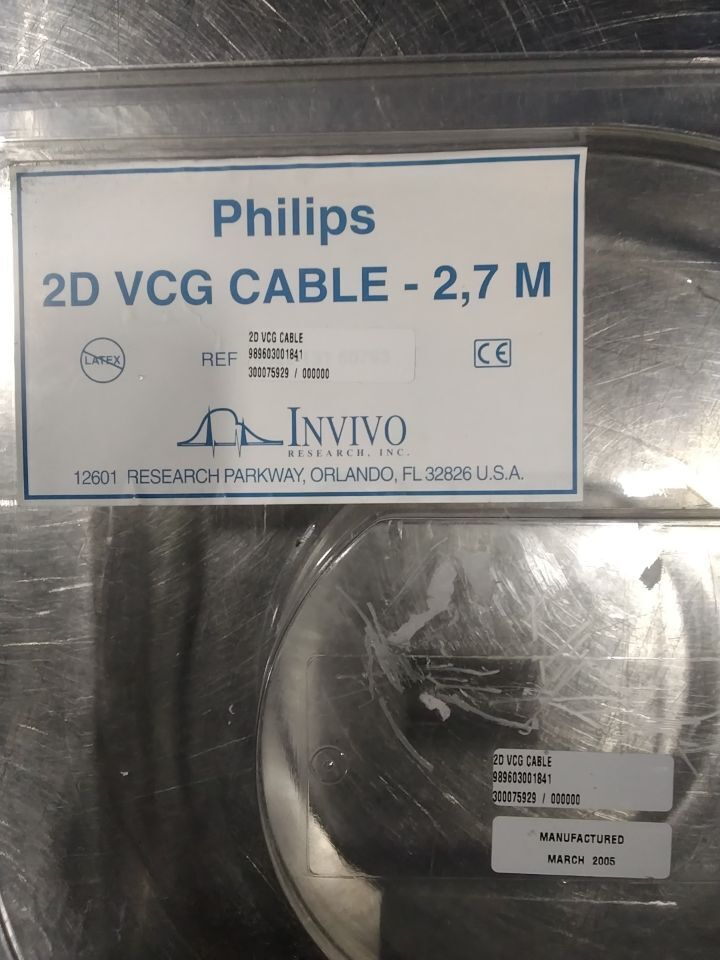 Philips
2D VCG CABLE - 2,7 M
LATEX
REF
2D VCG CABLE
989603001841
300075929 / 000000
CE
INVIVO
RESEARCH, INC.
12601 RESEARCH PARKWAY, ORLANDO, FL 32826 U.S.A.
2D VCG CABLE
989603001841
300075929 / 000000
MANUFACTURED
MARCH 2005